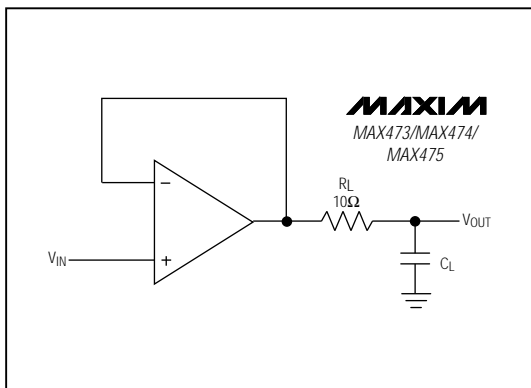 MAXIM
MAX473/MAX474/
MAX475
RL
10Ω
VOUT
−
VIN
+
CL